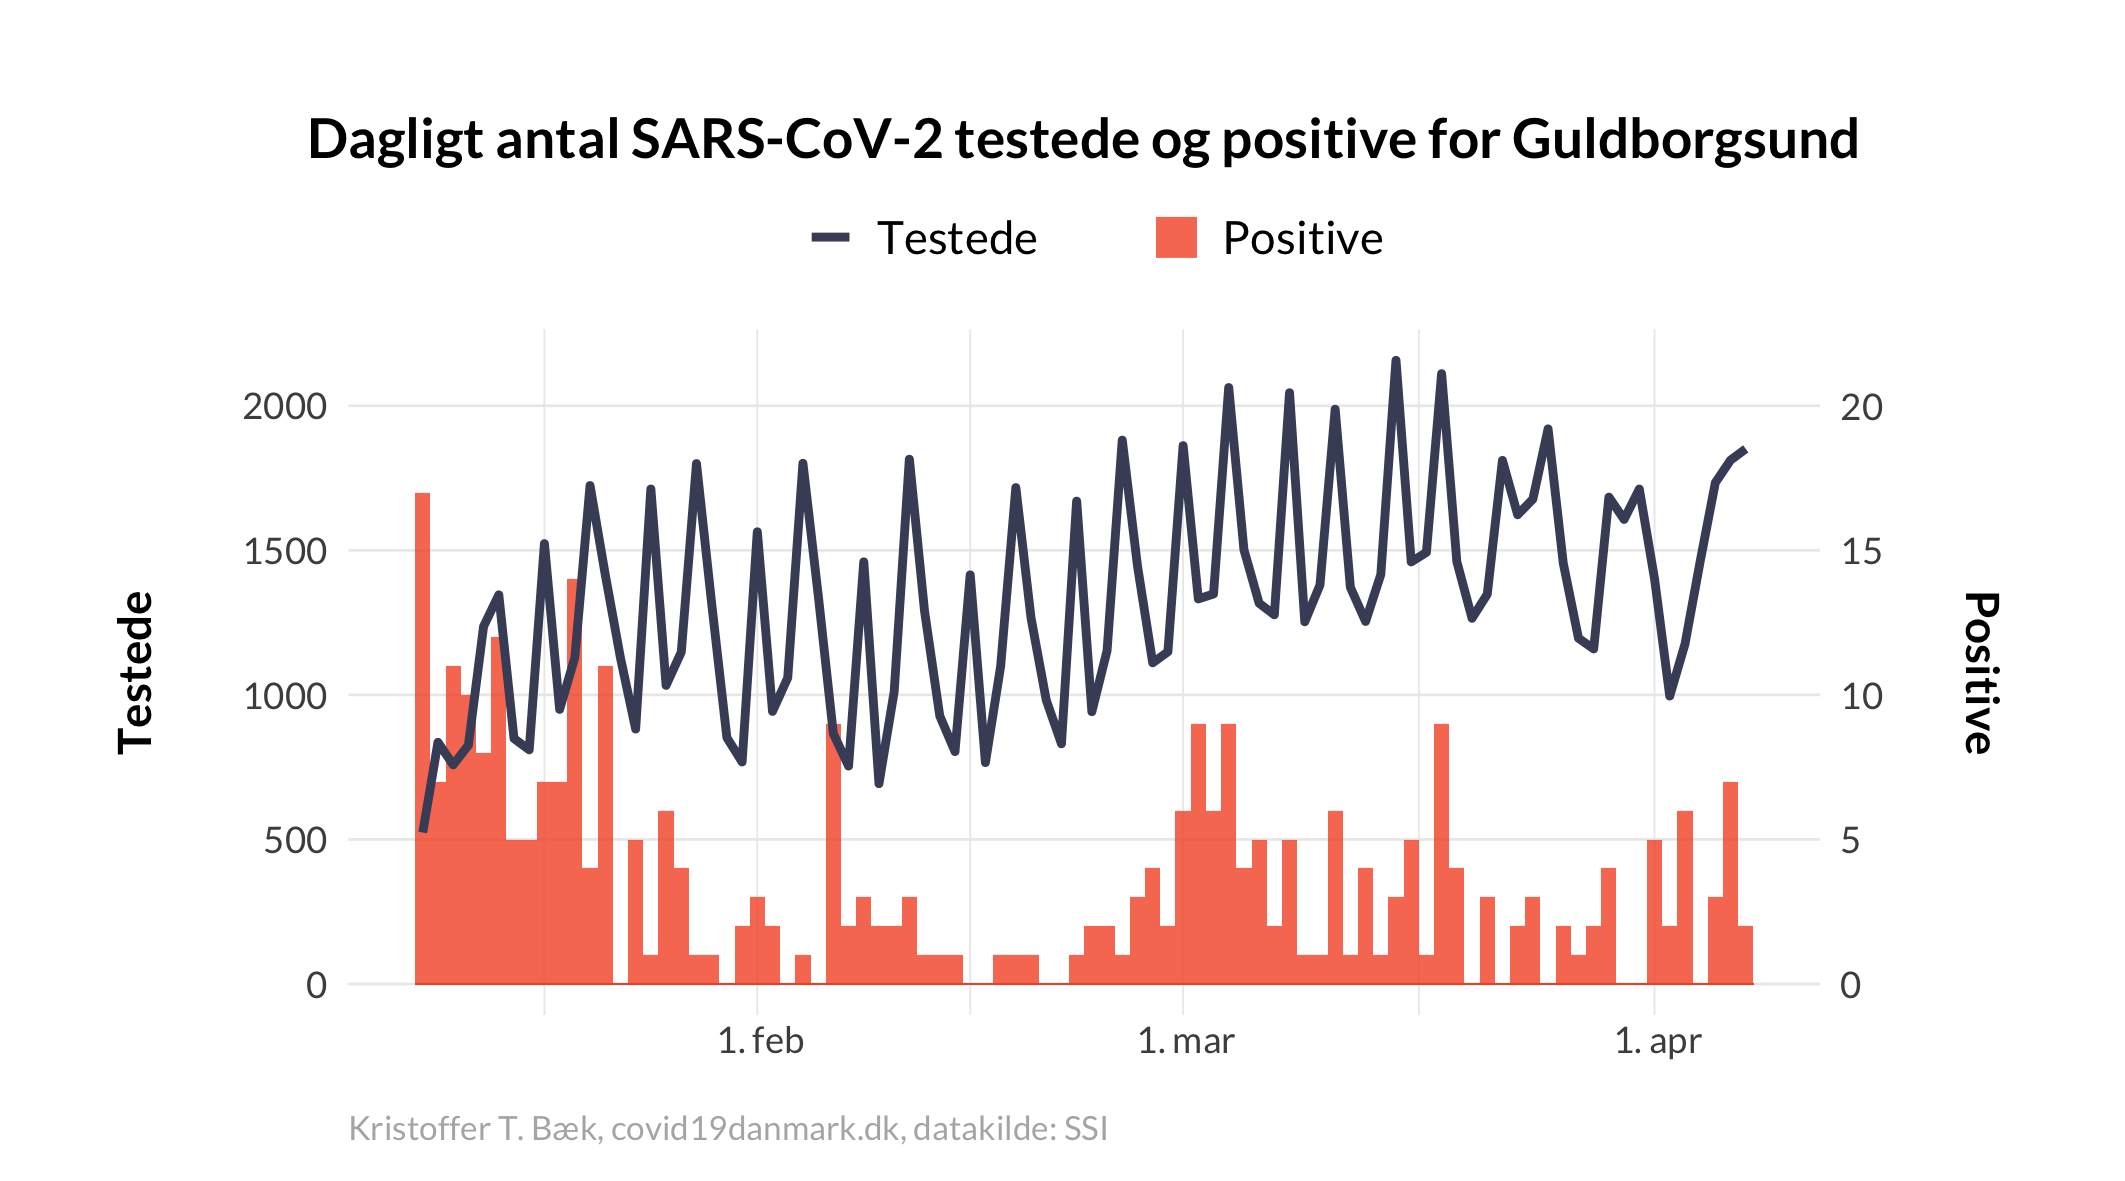 Dagligt antal SARS-CoV-2 testede og positive for Guldborgsund
Testede Positive
2000 20
1500 15
1000 10
500 5
0 0
Testede
Positive
1. feb 1. mar 1. apr
Kristoffer T. Bæk, covid19danmark.dk, datakilde: SSI